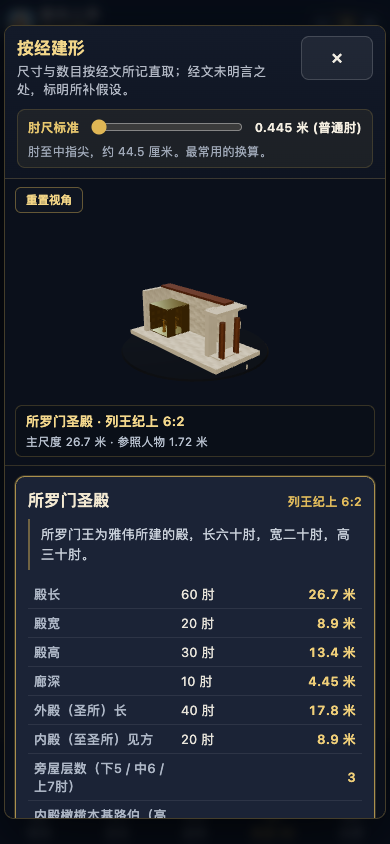 按经建形
尺寸与数目按经文所记直取；经文未明言之
处，标明所补假设。
×
肘尺标准
0.445 米 (普通肘)
肘至中指尖，约 44.5 厘米。最常用的换算。
重置视角
所罗门圣殿 · 列王纪上 6:2
主尺度 26.7 米 · 参照人物 1.72 米
所罗门圣殿 列王纪上 6:2
所罗门王为雅伟所建的殿，长六十肘，宽二十肘，高
三十肘。
殿长 60 肘 26.7 米
殿宽 20 肘 8.9 米
殿高 30 肘 13.4 米
廊深 10 肘 4.45 米
外殿（圣所）长 40 肘 17.8 米
内殿（至圣所）见方 20 肘 8.9 米
旁屋层数（下5 / 中6 /
上7肘） 3
内殿橄榄木基路伯（高